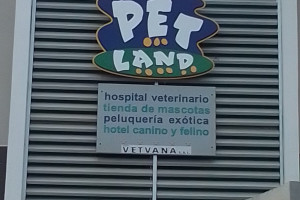 PET
LAND
hospital veterinario
tienda de mascotas
peluquería exótica
hotel canino y felino
VETVANA